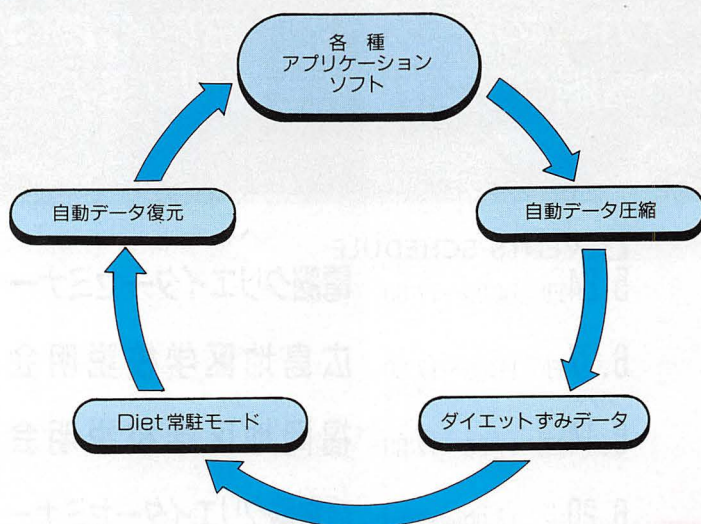 各 種
アプリケーション
ソフト
自動データ復元
自動データ圧縮
Diet常駐モード
ダイエットずみデータ